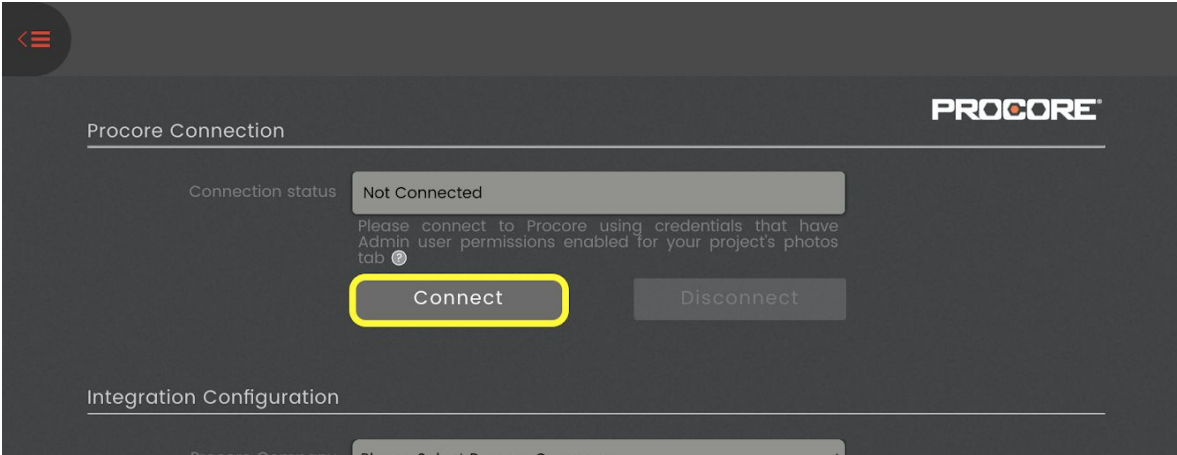 PROCORE
Procore Connection
Connection status
Not Connected
Please connect to Procore using credentials that have
Admin user permissions enabled for your project's photos
tab ?
Connect
Disconnect
Integration Configuration